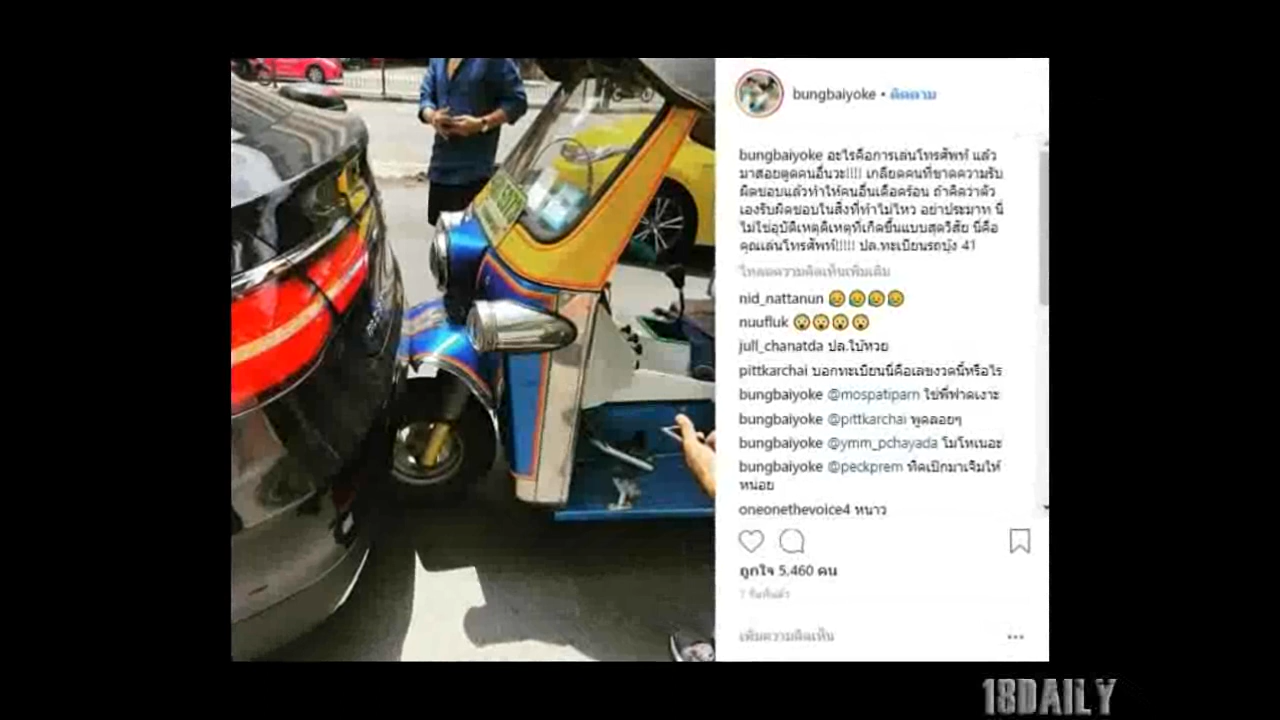 bungbaiyoke • ติดตาม
bungbaiyoke อะไรคือการเล่นโทรศัพท์ แล้ว
มาสอยตูดคนอื่นวะ!!!! เกลียดคนที่ขาดความรับ
ผิดชอบแล้วทำให้คนอื่นเดือดร้อน ถ้าคิดว่าตัว
เองรับผิดชอบในสิ่งที่ทำไม่ไหว อย่าประมาท นี่
ไม่ใช่อุบัติเหตุที่เกิดขึ้นแบบสุดวิสัย นี่คือ
คุณเล่นโทรศัพท์!!!!! ปล.ทะเบียนรถบุ๋ง 41
โหลดความคิดเห็นเพิ่มเติม
nid_nattanun 😥😥😥😥
nuufluk 😮😮😮😮
jull_chanatda ปล.ใบ้หวย
pittkarchai บอกทะเบียนนี่คือเลขงวดนี้หรือไร
bungbaiyoke @mospatiparn ใช่พี่ฟาดเงาะ
bungbaiyoke @pittkarchai พูดลอยๆ
bungbaiyoke @ymm_pchayada โมโหเนอะ
bungbaiyoke @peckprem ทิดเป๊กมาเจิมให้
หน่อย
oneonethevoice4 หนาว
ถูกใจ 5,460 คน
เพิ่มความคิดเห็น
18DAILY